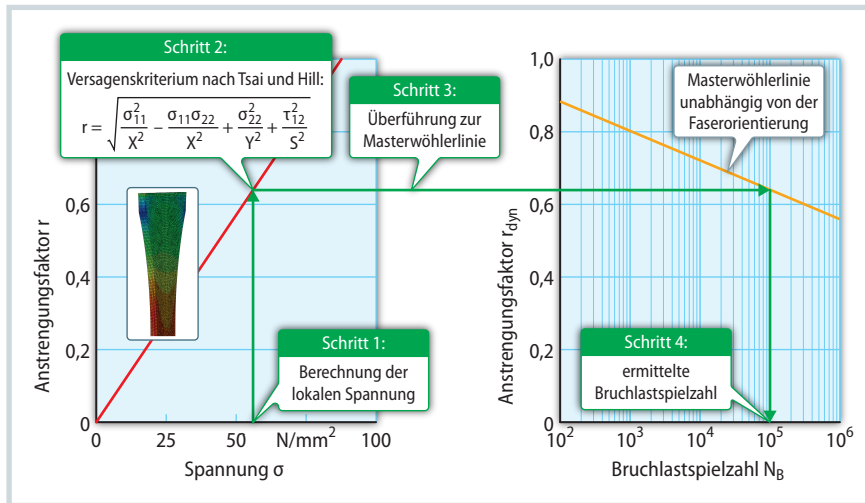 Schritt 2:
Versagenskriterium nach Tsai und Hill:
r = √(σ₁₁²/X² − σ₁₁σ₂₂/X² + σ₂₂²/Y² + τ₁₂²/S²)
Schritt 3:
Überführung zur
Masterwöhlerlinie
Schritt 1:
Berechnung der
lokalen Spannung
Anstrengungsfaktor r
0,6
0,4
0,2
0
0 25 50 N/mm² 100
Spannung σ
Masterwöhlerlinie
unabhängig von der
Faserorientierung
Schritt 4:
ermittelte
Bruchlastspielzahl
Anstrengungsfaktor r_dyn
1,0
0,8
0,6
0,4
0,2
0
10² 10³ 10⁴ 10⁵ 10⁶
Bruchlastspielzahl N_B